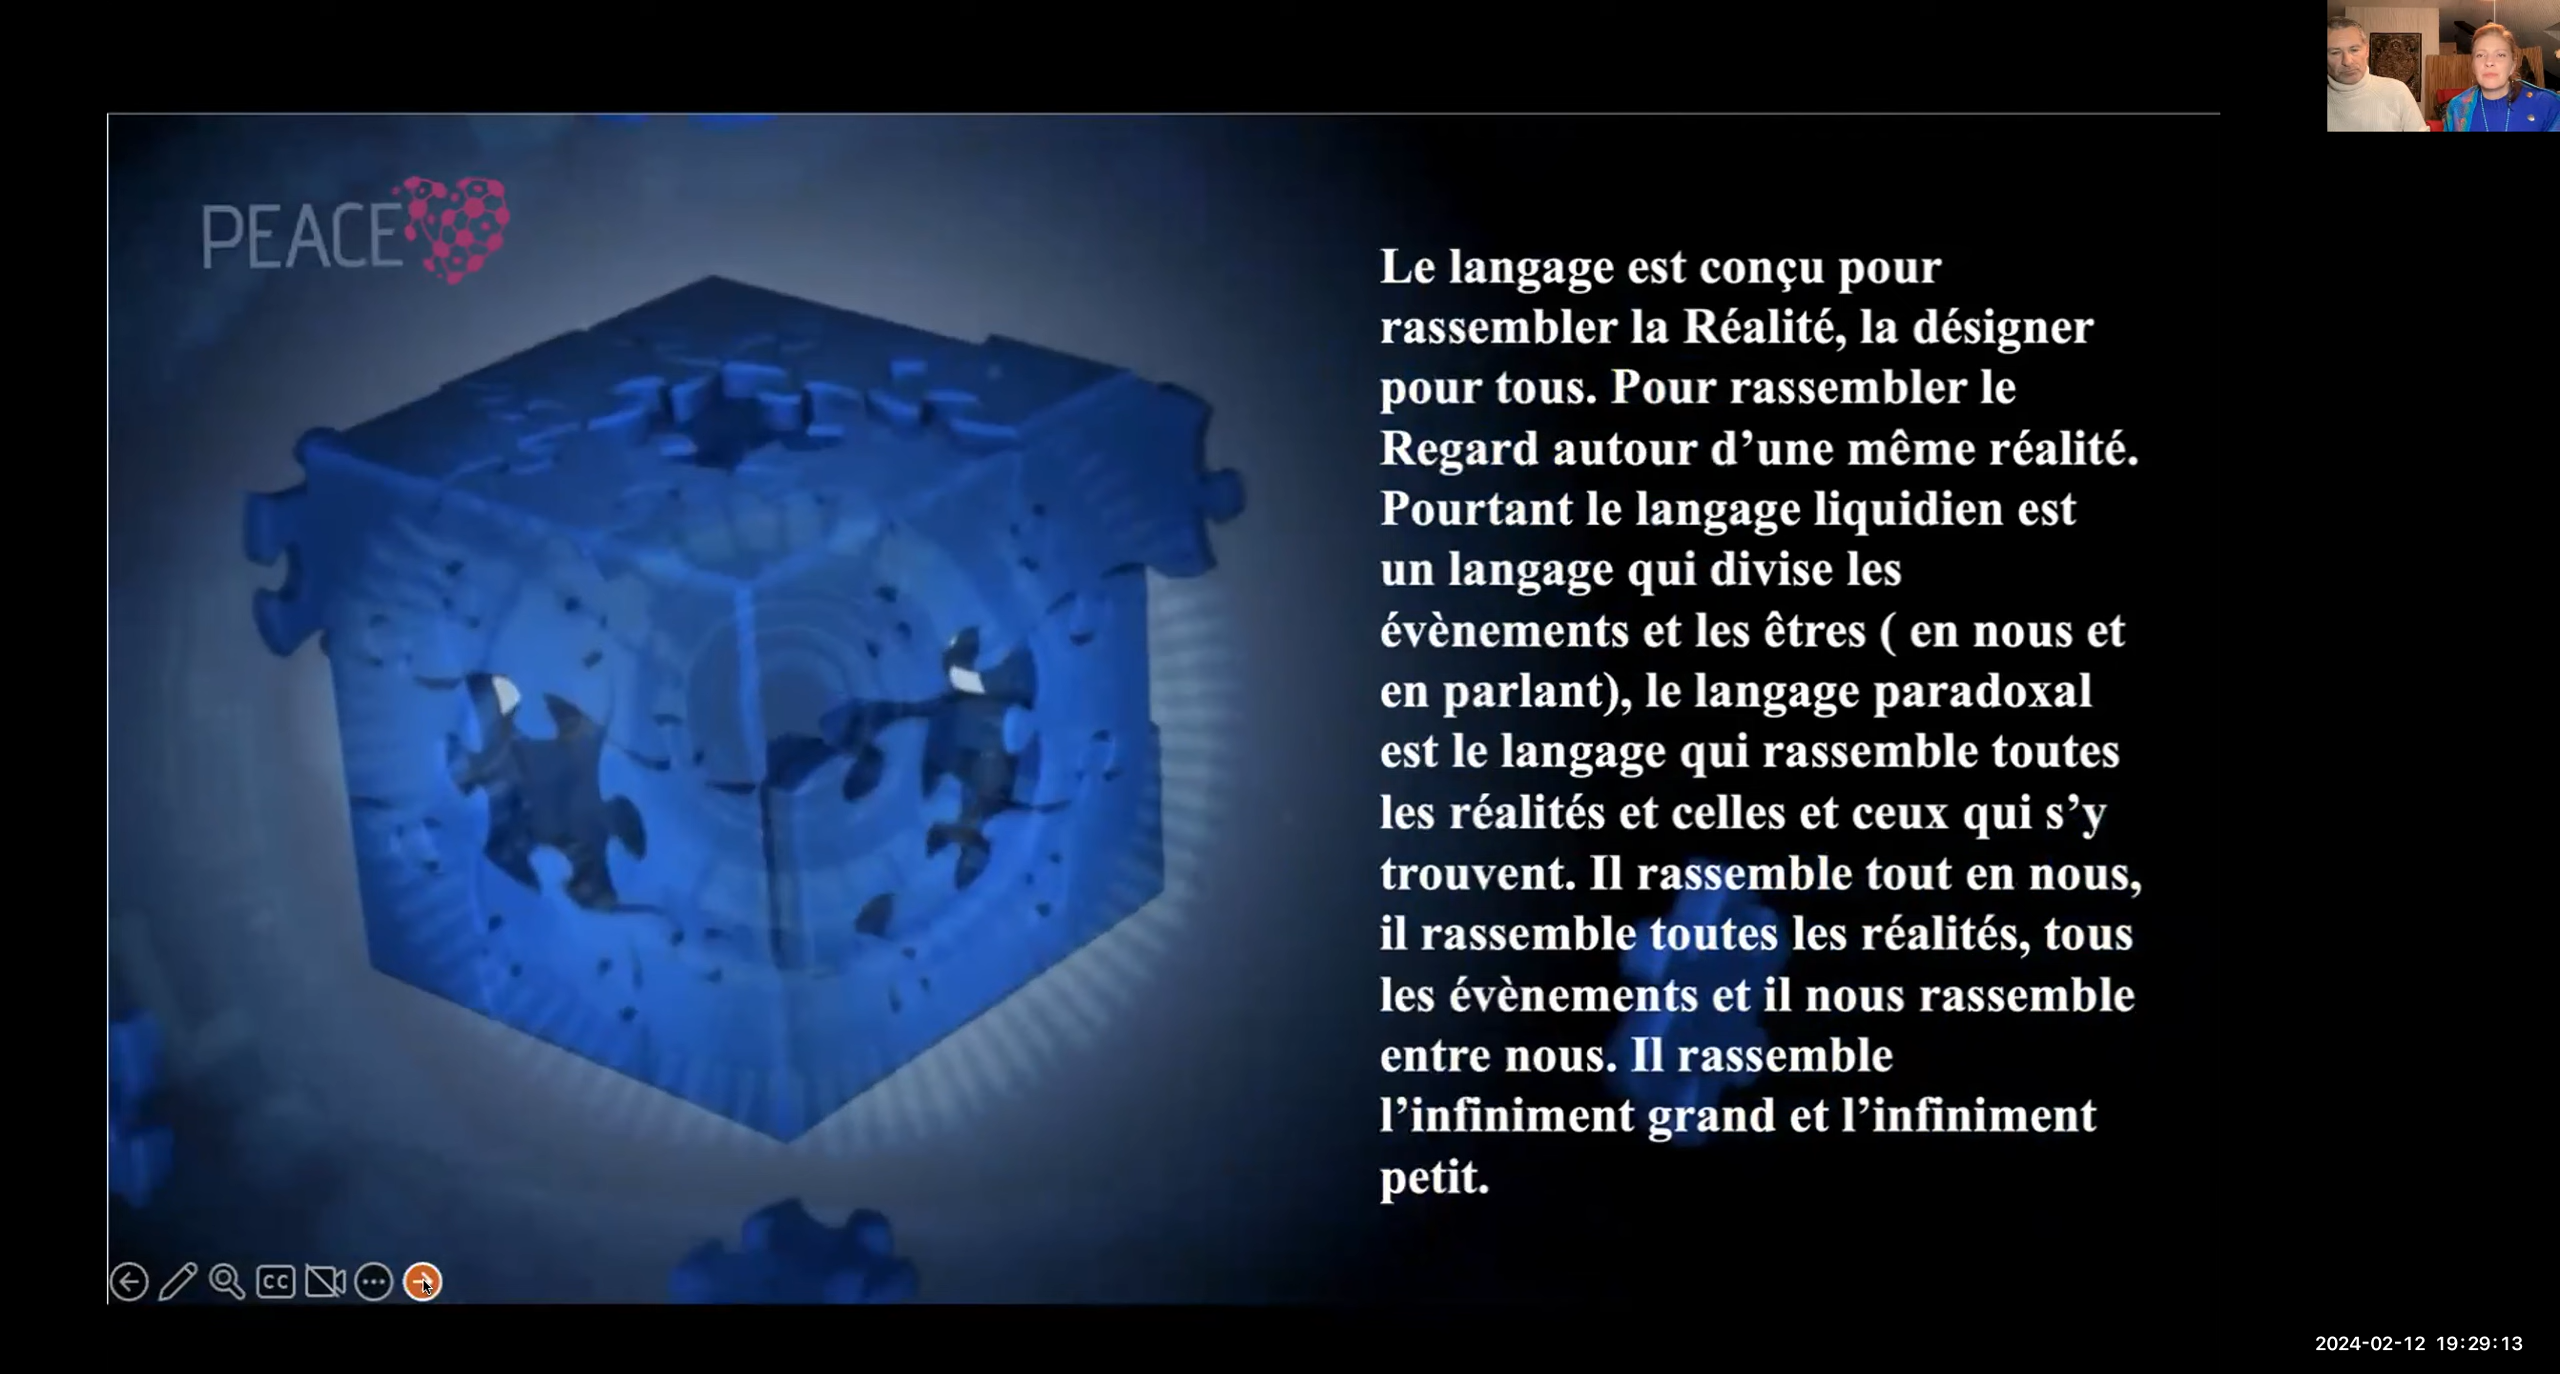 PEACE
Le langage est conçu pour
rassembler la Réalité, la désigner
pour tous. Pour rassembler le
Regard autour d’une même réalité.
Pourtant le langage liquidien est
un langage qui divise les
évènements et les êtres ( en nous et
en parlant), le langage paradoxal
est le langage qui rassemble toutes
les réalités et celles et ceux qui s’y
trouvent. Il rassemble tout en nous,
il rassemble toutes les réalités, tous
les évènements et il nous rassemble
entre nous. Il rassemble
l’infiniment grand et l’infiniment
petit.
CC
2024-02-12 19:29:13